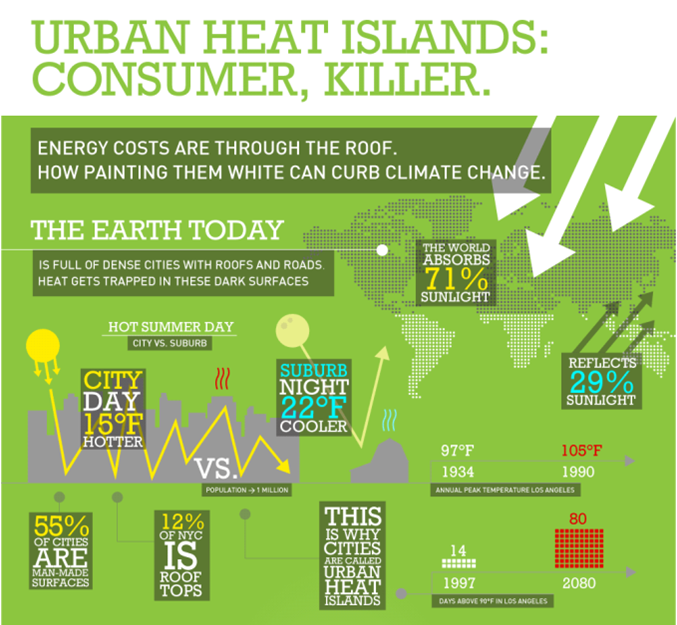 URBAN HEAT ISLANDS:
CONSUMER, KILLER.
ENERGY COSTS ARE THROUGH THE ROOF.
HOW PAINTING THEM WHITE CAN CURB CLIMATE CHANGE.
THE EARTH TODAY
IS FULL OF DENSE CITIES WITH ROOFS AND ROADS.
HEAT GETS TRAPPED IN THESE DARK SURFACES
THE WORLD
ABSORBS
71%
SUNLIGHT
REFLECTS
29%
SUNLIGHT
HOT SUMMER DAY
CITY VS. SUBURB
CITY
DAY
15°F
HOTTER
SUBURB
NIGHT
22°F
COOLER
VS.
POPULATION → 1 MILLION
97°F
105°F
1934
1990
ANNUAL PEAK TEMPERATURE LOS ANGELES
55%
OF CITIES
ARE
MAN-MADE
SURFACES
12%
OF NYC
IS
ROOF
TOPS
THIS
IS WHY
CITIES
ARE CALLED
URBAN
HEAT
ISLANDS
14
80
1997
2080
DAYS ABOVE 90°F IN LOS ANGELES